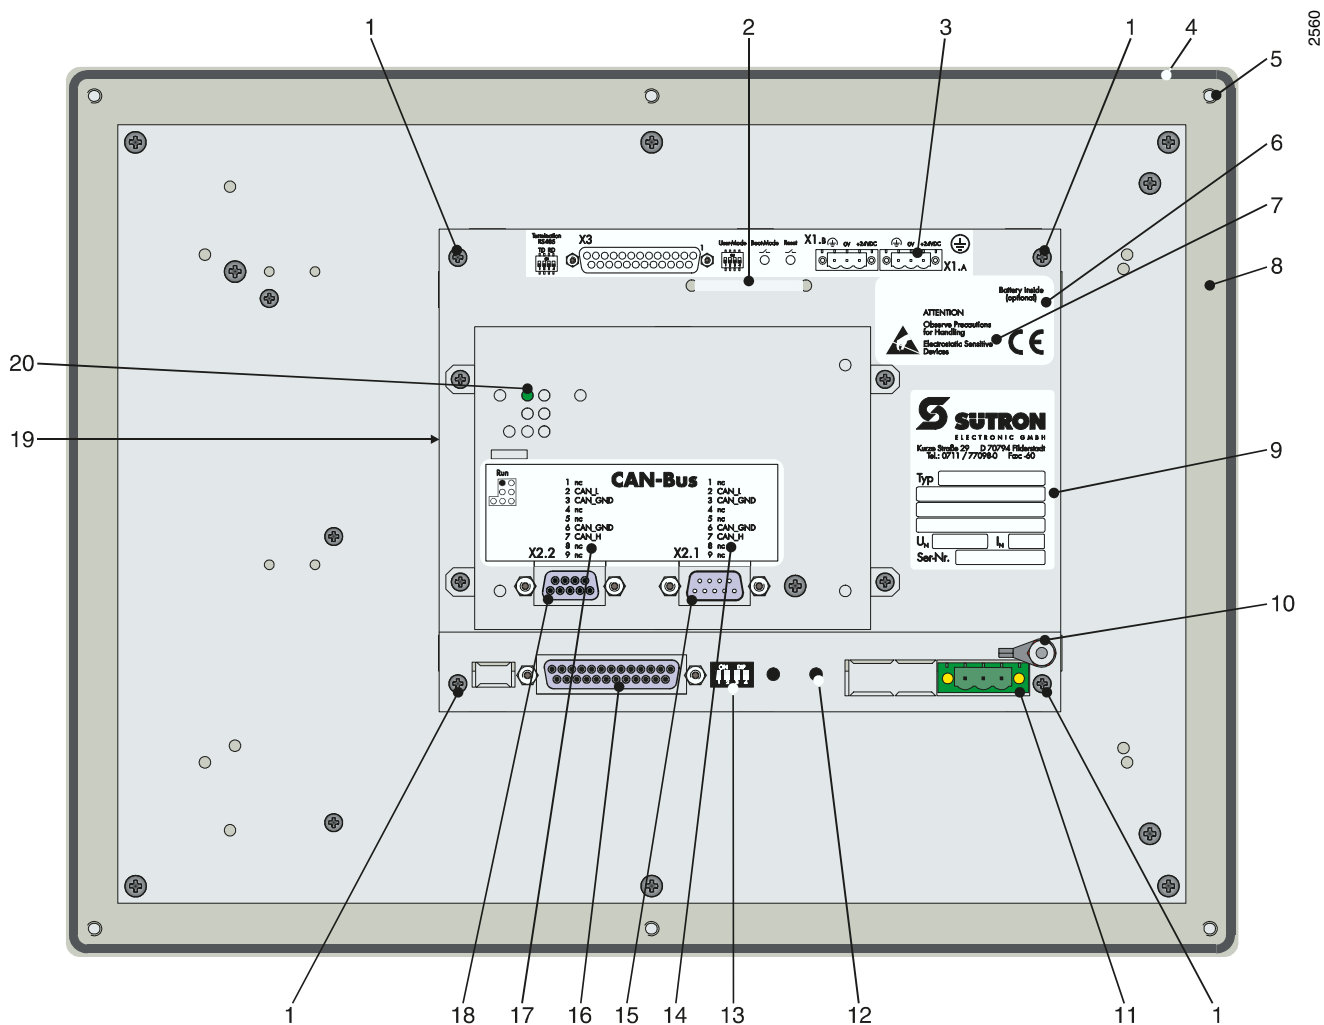 1
2
3
1
4
2560
5
6
7
8
9
10
20
19
Termination
RS485
TD RD
X3
1
User-Mode
Boot-Mode
Reset
X1.B
0V +24VDC
0V +24VDC
X1.A
Battery inside
(optional)
ATTENTION
Observe Precautions
for Handling
Electrostatic Sensitive
Devices
CE
SÜTRON
ELECTRONIC GMBH
Kurze Straße 29 D 70794 Filderstadt
Tel.: 0711 / 77098-0 Fax: -60
Typ
UN
IN
Ser-Nr.
Run
CAN-Bus
1 nc
2 CAN_L
3 CAN_GND
4 nc
5 nc
6 CAN_GND
7 CAN_H
8 nc
9 nc
X2.2
1 nc
2 CAN_L
3 CAN_GND
4 nc
5 nc
6 CAN_GND
7 CAN_H
8 nc
9 nc
X2.1
ON DIP
1
18
17
16
15
14
13
12
11
1